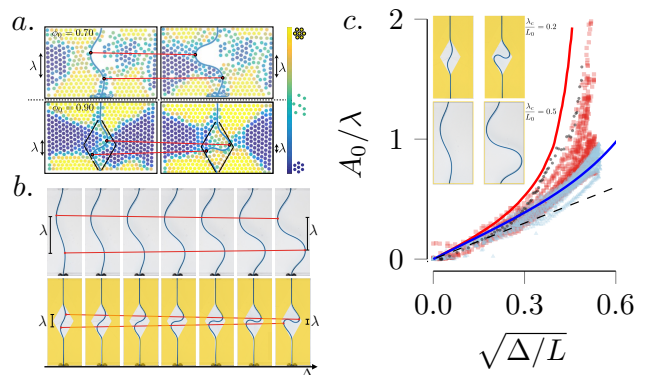 a.
ϕ₀ = 0.70
λ
λ
ϕ₀ = 0.90
λ
λ
b.
λ
λ
λ
λ
Δ
c.
2
1
0
A₀/λ
λc/L₀ = 0.2
λc/L₀ = 0.5
0.0
0.3
0.6
√Δ/L